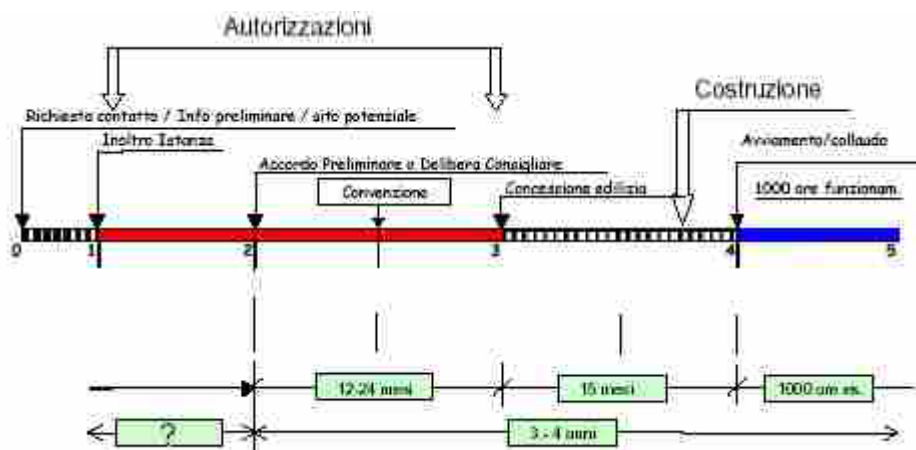 Autorizzazioni
Costruzione
Richiesta contatto / Info preliminare / sito potenziale
Inoltro Istanza
Avviamento/collaudo
Accordo Preliminare o Delibera Consigliare
Convenzione
Concessione edilizia
1000 ore funzionam.
0 1 2 3 4 5
12-24 mesi
15 mesi
1000 ore es.
?
3 - 4 anni